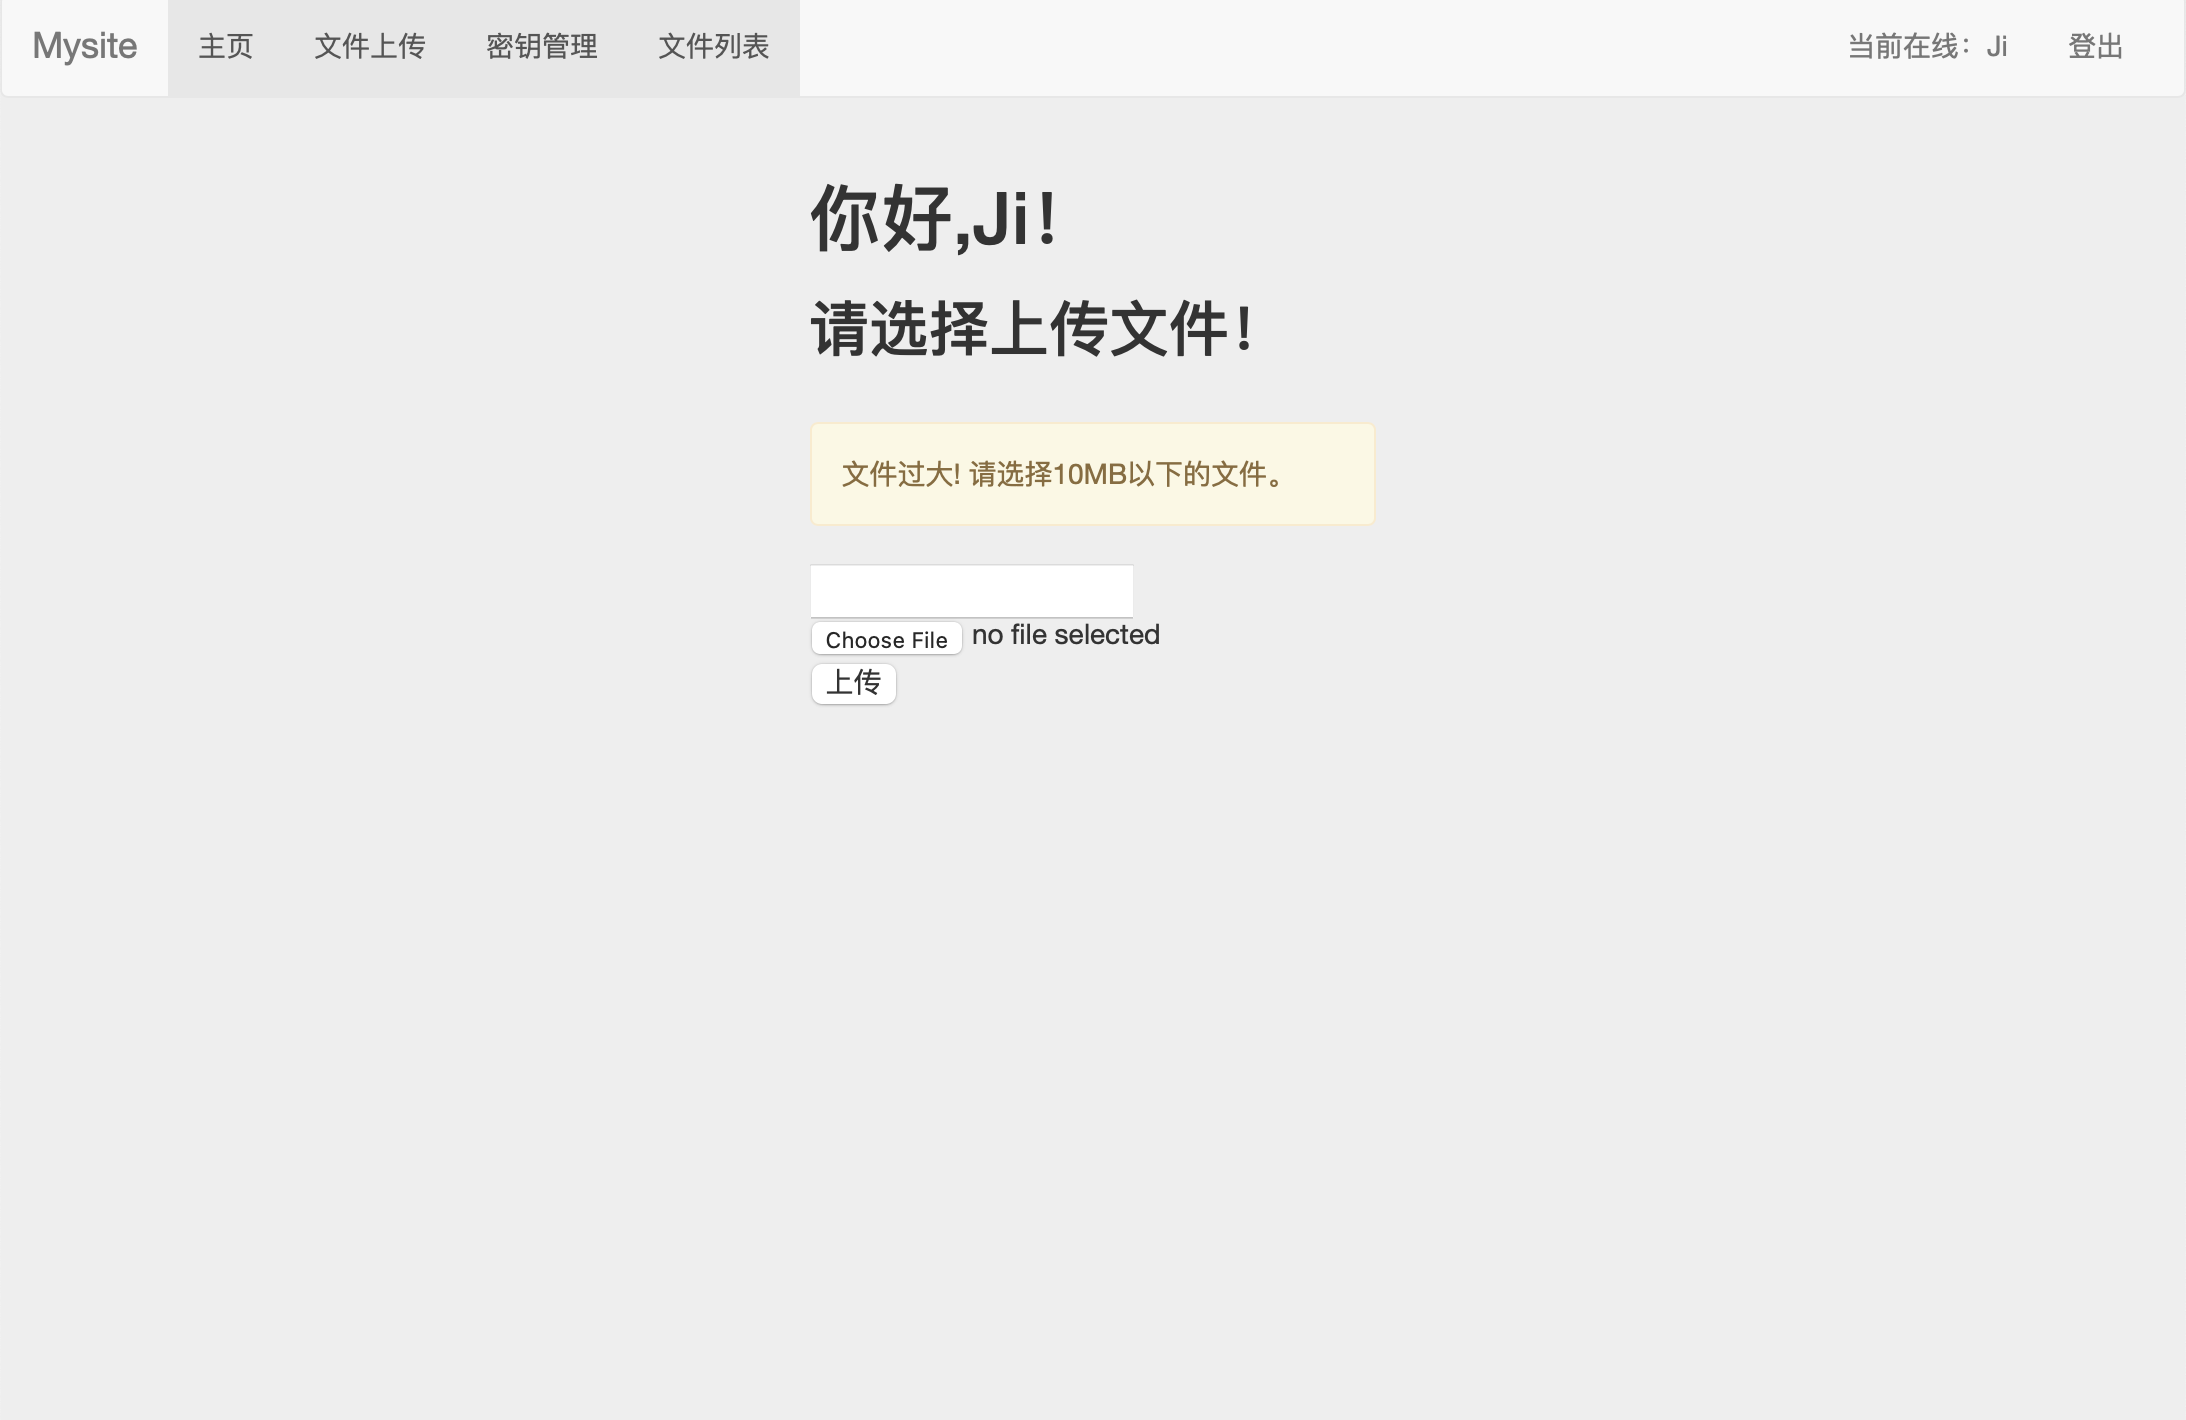 Mysite 主页 文件上传 密钥管理 文件列表 当前在线：Ji 登出
你好,Ji！
请选择上传文件！
文件过大! 请选择10MB以下的文件。
Choose File no file selected
上传